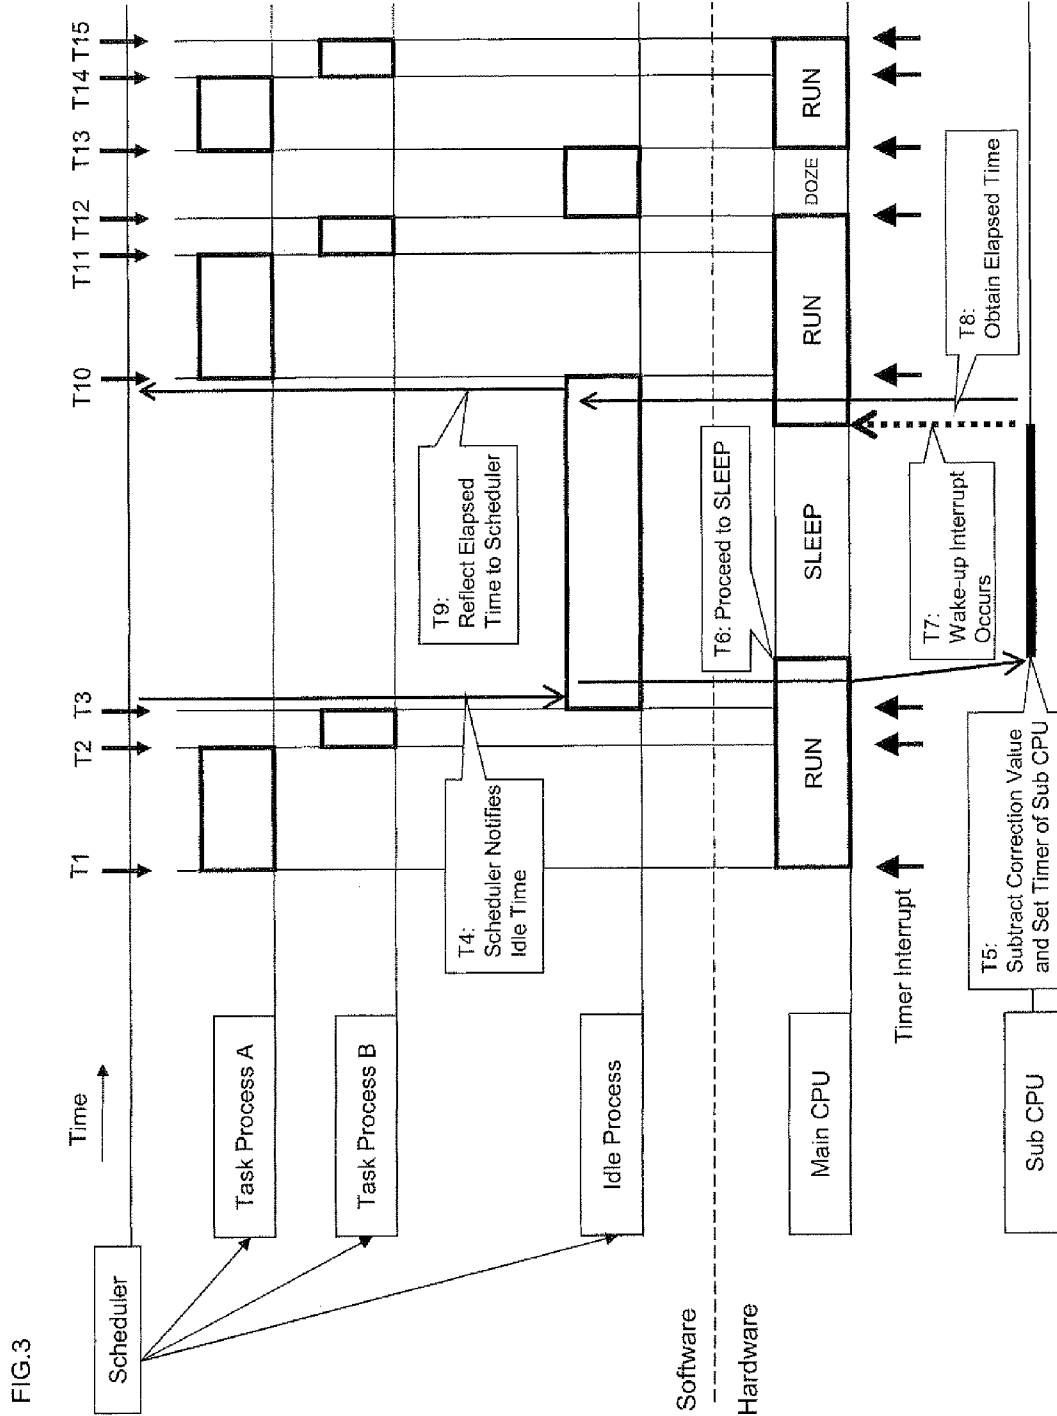 FIG.3
Scheduler
Time
Task Process A
Task Process B
Idle Process
Software
Hardware
Main CPU
Timer Interrupt
Sub CPU
T1
T2
T3
T10
T11
T12
T13
T14
T15
T4:
Scheduler Notifies
Idle Time
T9:
Reflect Elapsed
Time to Scheduler
T6: Proceed to SLEEP
RUN
SLEEP
RUN
DOZE
RUN
T5:
Subtract Correction Value
and Set Timer of Sub CPU
T7:
Wake-up Interrupt
Occurs
T8:
Obtain Elapsed Time